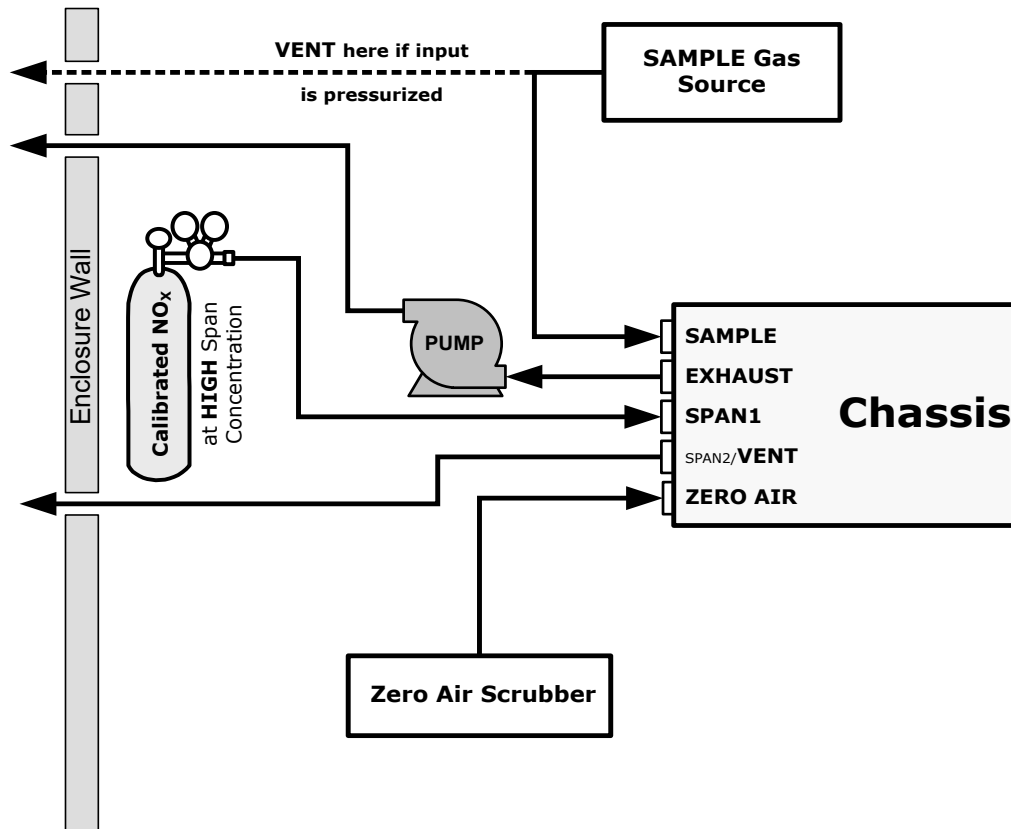 VENT here if input
is pressurized
SAMPLE Gas
Source
Enclosure Wall
Calibrated NOX
at HIGH Span
Concentration
PUMP
SAMPLE
EXHAUST
SPAN1
SPAN2/VENT
ZERO AIR
Chassis
Zero Air Scrubber